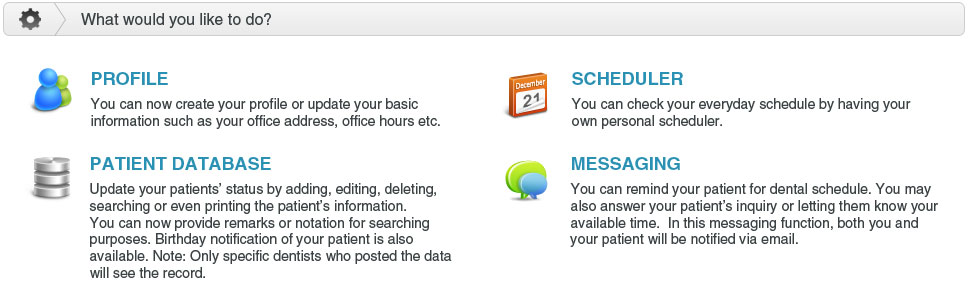 What would you like to do?
PROFILE
You can now create your profile or update your basic
information such as your office address, office hours etc.
December
21
SCHEDULER
You can check your everyday schedule by having your
own personal scheduler.
PATIENT DATABASE
Update your patients’ status by adding, editing, deleting,
searching or even printing the patient’s information.
You can now provide remarks or notation for searching
purposes. Birthday notification of your patient is also
available. Note: Only specific dentists who posted the data
will see the record.
MESSAGING
You can remind your patient for dental schedule. You may
also answer your patient’s inquiry or letting them know your
available time.  In this messaging function, both you and
your patient will be notified via email.